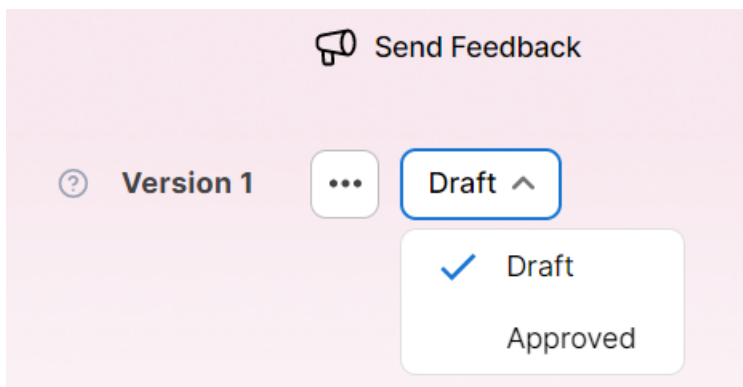 Send Feedback
Version 1 ••• Draft
Draft
Approved